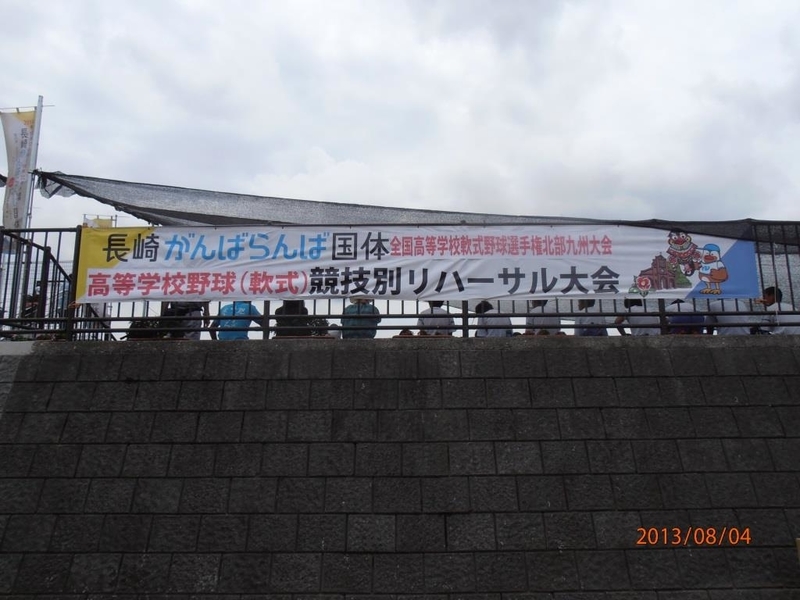 長崎がんばらんば国体全国高等学校軟式野球選手権北部九州大会
高等学校野球(軟式)競技別リハーサル大会
長崎
2013/08/04